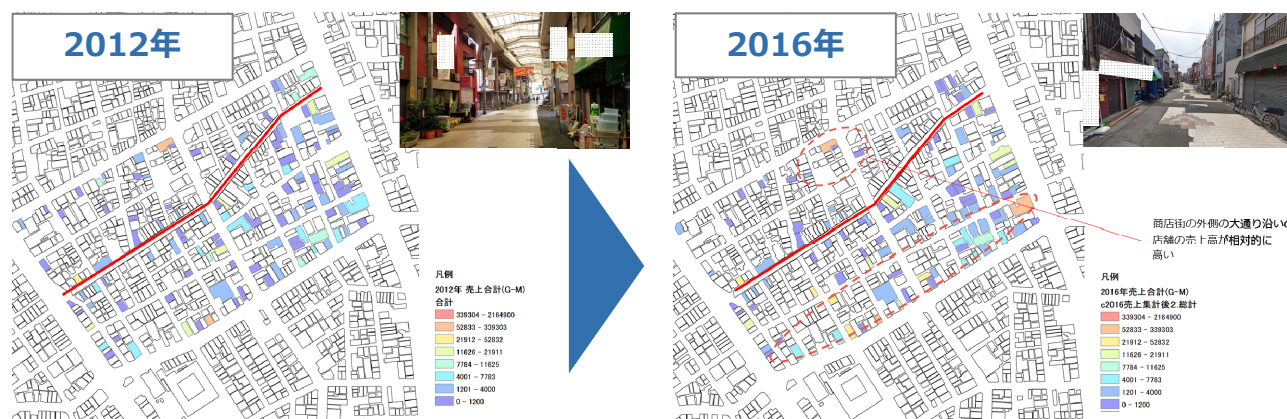 2012年
2016年
商店街の外側の大通り沿いの
店舗の売上高が相対的に
高い
凡例
2012年 売上合計(G-M)
合計
339304 - 2164900
52833 - 339303
21912 - 52832
11626 - 21911
7784 - 11625
4001 - 7783
1201 - 4000
0 - 1200
凡例
2016年売上合計(G-M)
c2016売上集計後2.総計
339304 - 2164900
52833 - 339303
21912 - 52832
11626 - 21911
7784 - 11625
4001 - 7783
1201 - 4000
0 - 1200